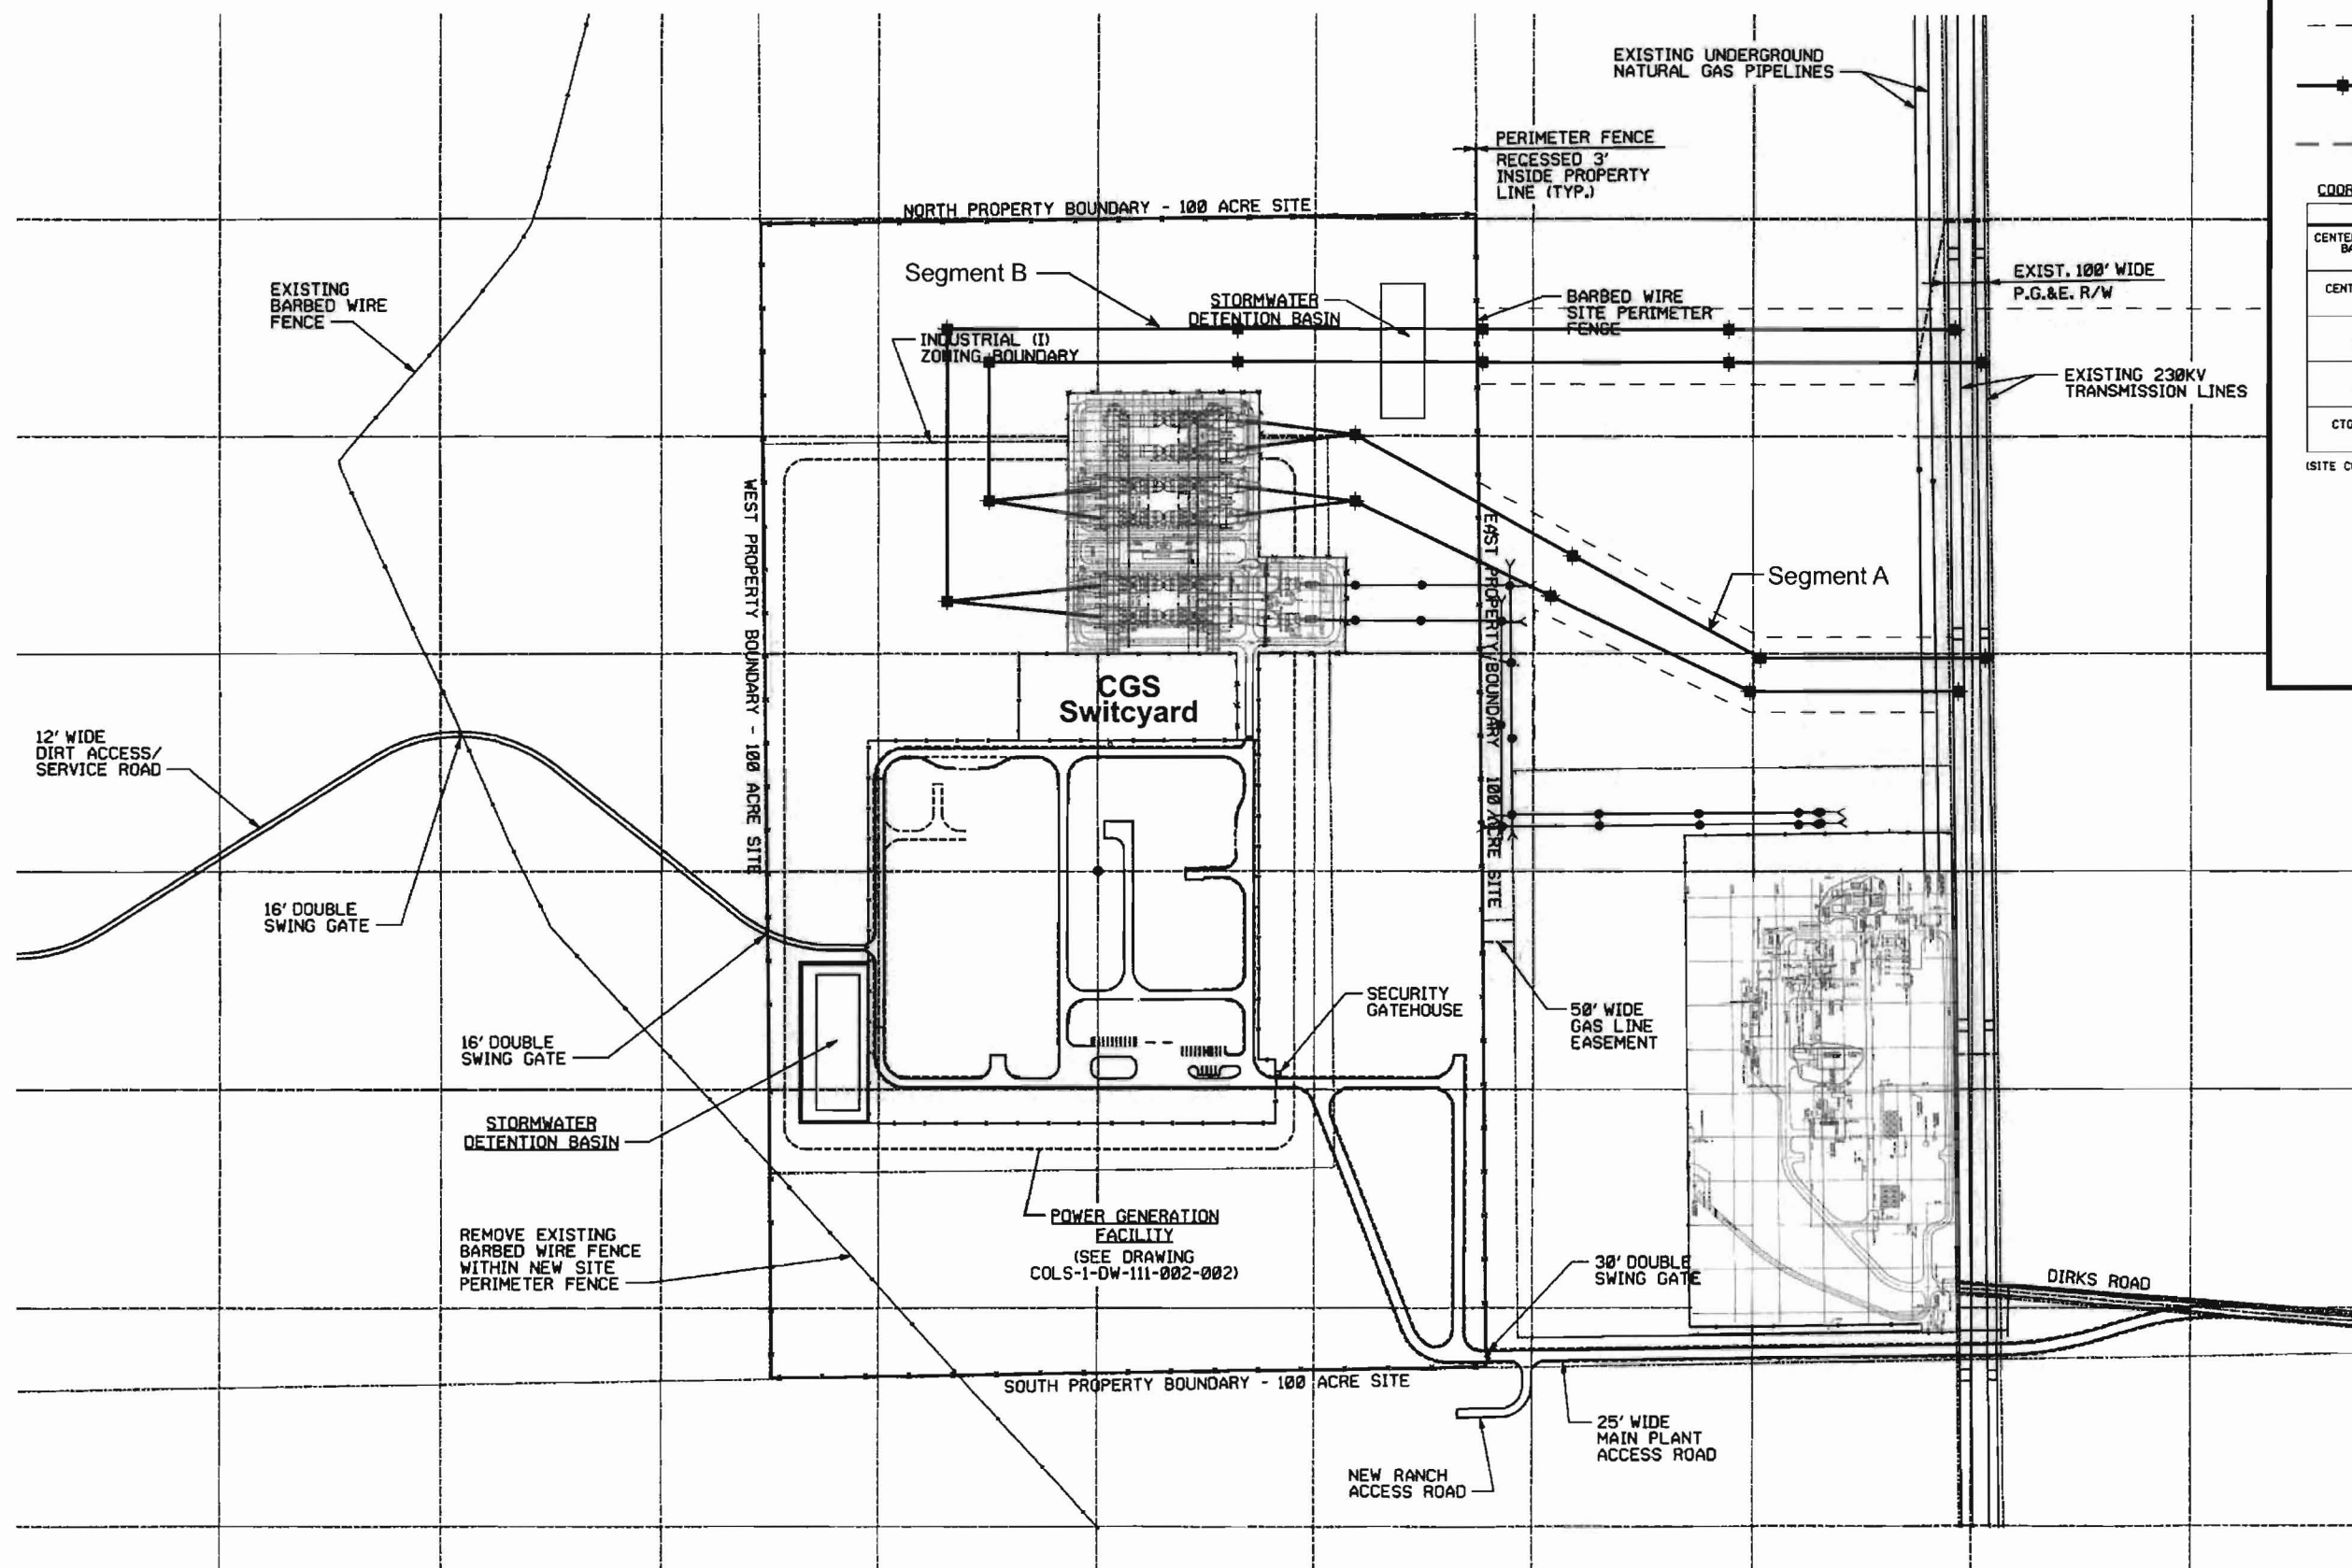 EXISTING UNDERGROUND
NATURAL GAS PIPELINES
PERIMETER FENCE
RECESSED 3'
INSIDE PROPERTY
LINE (TYP.)
COOR
NORTH PROPERTY BOUNDARY - 100 ACRE SITE
CENTE
BA
Segment B
EXIST. 100' WIDE
P.G.&E. R/W
EXISTING
BARBED WIRE
FENCE
STORMWATER
DETENTION BASIN
BARBED WIRE
SITE PERIMETER
FENCE
CENT
INDUSTRIAL (I)
ZONING BOUNDARY
EXISTING 230KV
TRANSMISSION LINES
CTG
(SITE C
WEST PROPERTY BOUNDARY - 100 ACRE SITE
EAST PROPERTY BOUNDARY 100 ACRE SITE
Segment A
CGS
Switcyard
12' WIDE
DIRT ACCESS/
SERVICE ROAD
16' DOUBLE
SWING GATE
SECURITY
GATEHOUSE
50' WIDE
GAS LINE
EASEMENT
16' DOUBLE
SWING GATE
STORMWATER
DETENTION BASIN
POWER GENERATION
FACILITY
(SEE DRAWING
COLS-1-DW-111-002-002)
REMOVE EXISTING
BARBED WIRE FENCE
WITHIN NEW SITE
PERIMETER FENCE
30' DOUBLE
SWING GATE
DIRKS ROAD
SOUTH PROPERTY BOUNDARY - 100 ACRE SITE
25' WIDE
MAIN PLANT
ACCESS ROAD
NEW RANCH
ACCESS ROAD